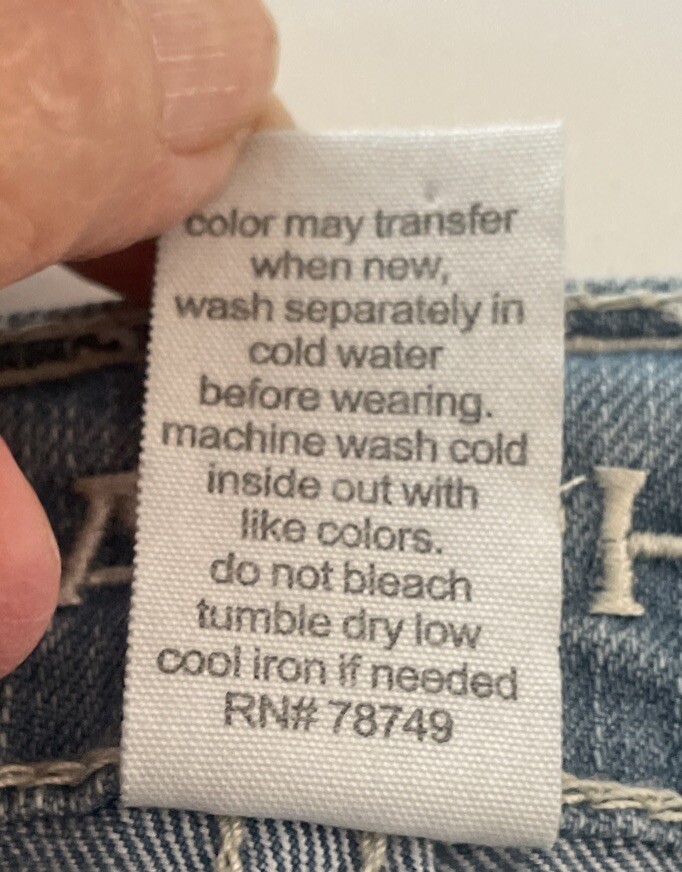 color may transfer
when new,
wash separately in
cold water
before wearing.
machine wash cold
inside out with
like colors.
do not bleach
tumble dry low
cool iron if needed
RN# 78749
H